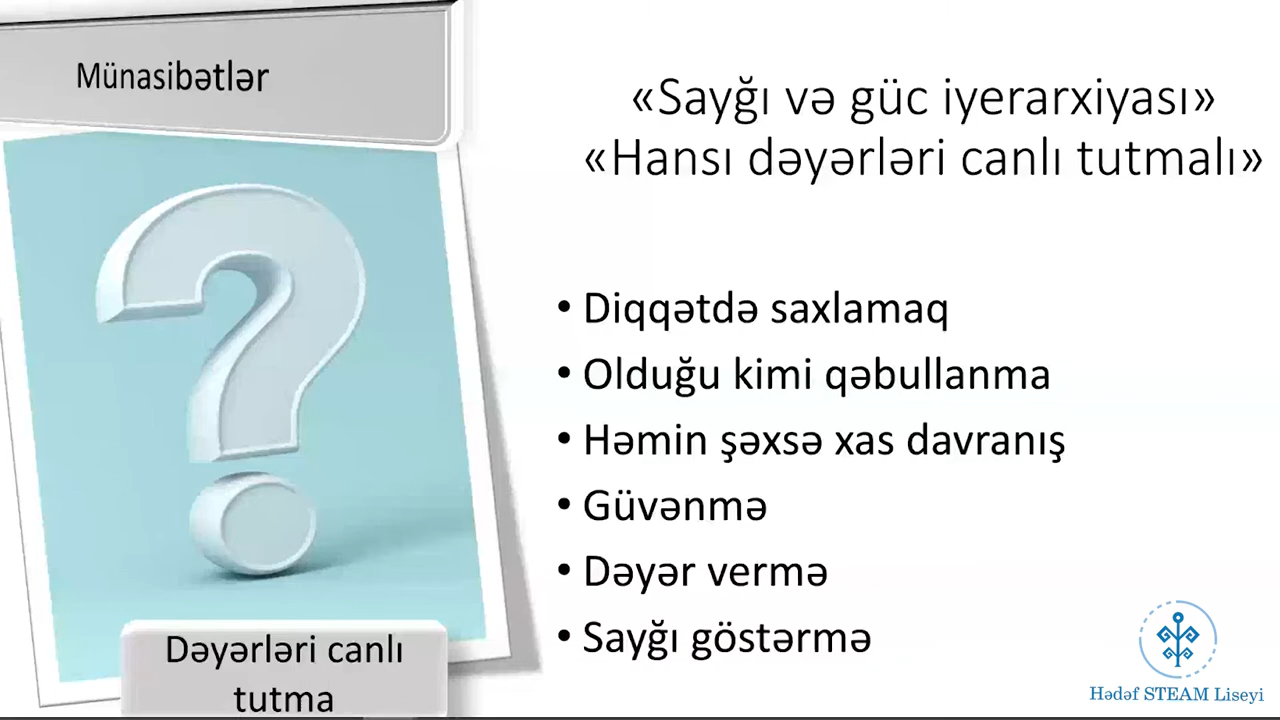 Münasibətlər
«Sayğı və güc iyerarxiyası»
«Hansı dəyərləri canlı tutmalı»
• Diqqətdə saxlamaq
• Olduğu kimi qəbullanma
• Həmin şəxsə xas davranış
• Güvənmə
• Dəyər vermə
• Sayğı göstərmə
Dəyərləri canlı
tutma
Hədəf STEAM Liseyi